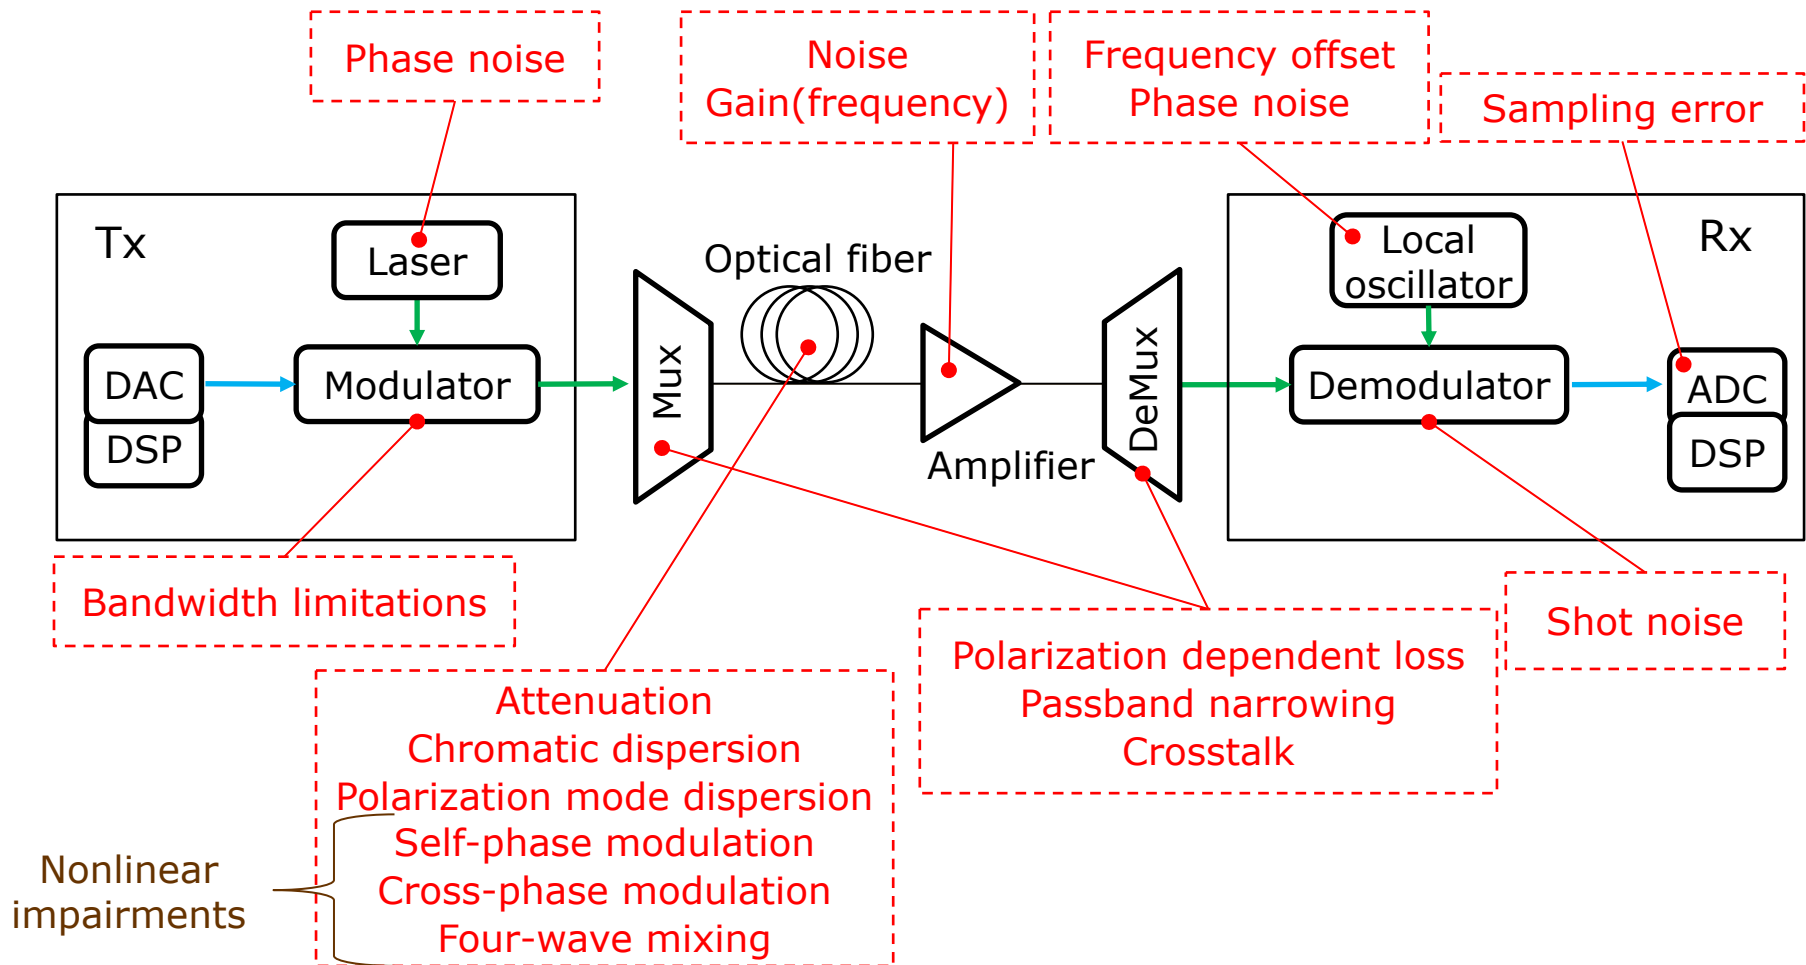 Phase noise
Noise
Gain(frequency)
Frequency offset
Phase noise
Sampling error
Tx
Laser
DAC
DSP
Modulator
Mux
Optical fiber
Amplifier
DeMux
Local
oscillator
Rx
Demodulator
ADC
DSP
Bandwidth limitations
Attenuation
Chromatic dispersion
Polarization mode dispersion
Self-phase modulation
Cross-phase modulation
Four-wave mixing
Nonlinear
impairments
Polarization dependent loss
Passband narrowing
Crosstalk
Shot noise